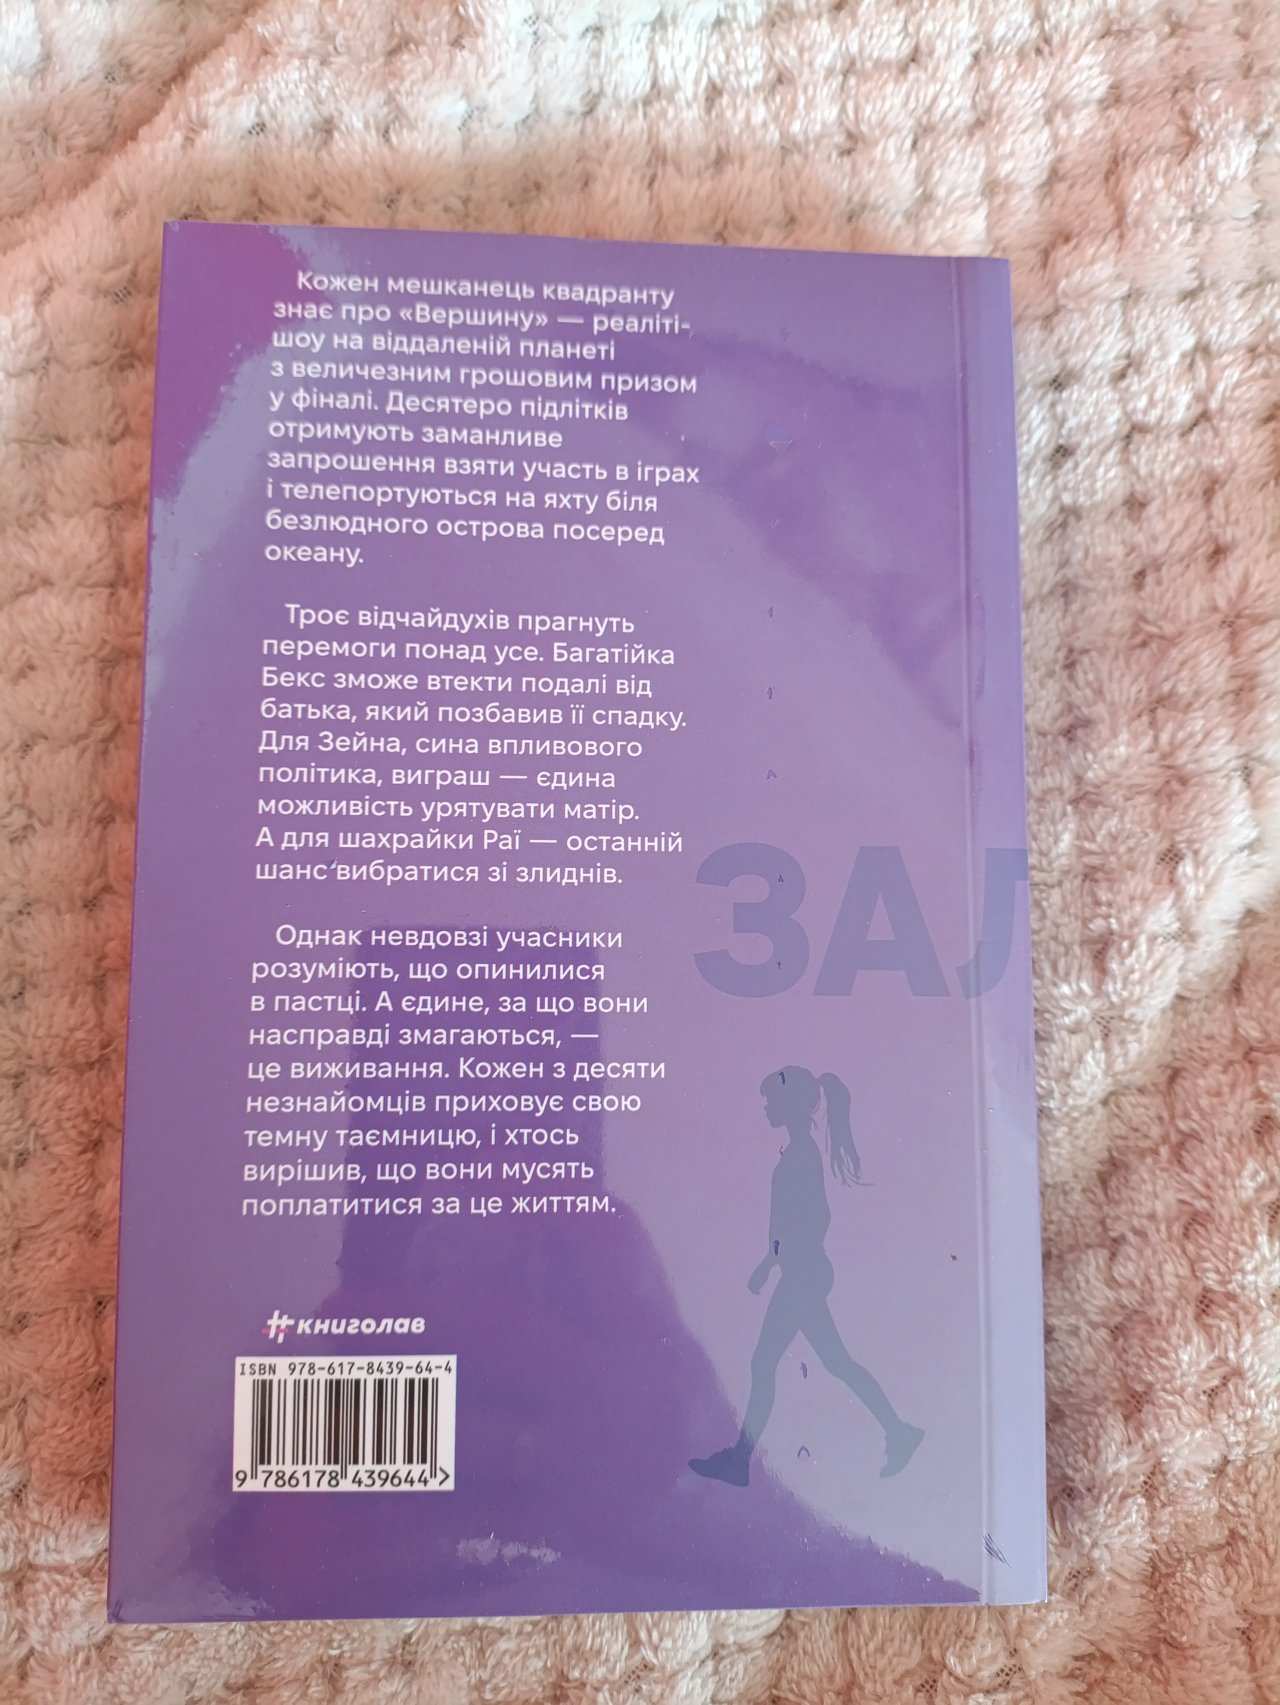 Кожен мешканець квадранту
знає про «Вершину» — реаліті-
шоу на віддаленій планеті
з величезним грошовим призом
у фіналі. Десятеро підлітків
отримують заманливе
запрошення взяти участь в іграх
і телепортуються на яхту біля
безлюдного острова посеред
океану.
Троє відчайдухів прагнуть
перемоги понад усе. Багатійка
Бекс зможе втекти подалі від
батька, який позбавив її спадку.
Для Зейна, сина впливового
політика, виграш — єдина
можливість урятувати матір.
А для шахрайки Раї — останній
шанс вибратися зі злиднів.
Однак невдовзі учасники
розуміють, що опинилися
в пастці. А єдине, за що вони
насправді змагаються, —
це виживання. Кожен з десяти
незнайомців приховує свою
темну таємницю, і хтось
вирішив, що вони мусять
поплатитися за це життям.
ЗАЛ
#книголав
ISBN 978-617-8439-64-4
9 786178 439644 >